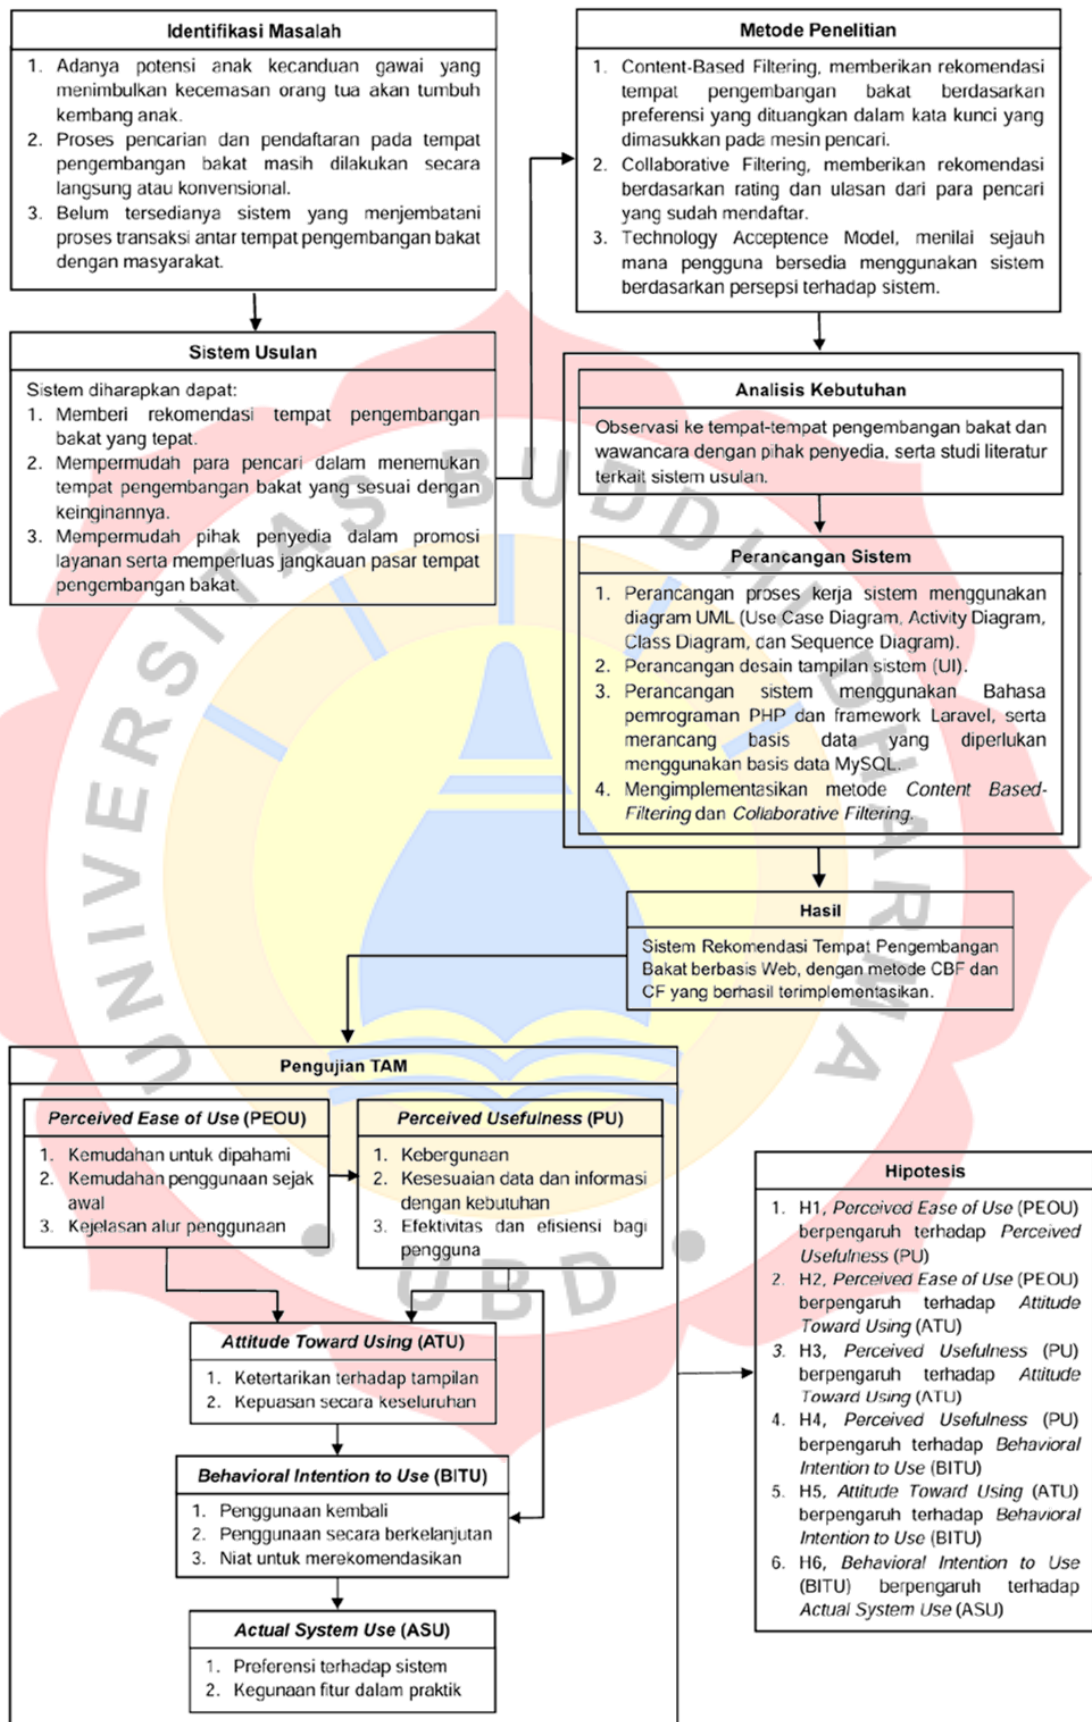 Identifikasi Masalah
1. Adanya potensi anak kecanduan gawai yang
menimbulkan kecemasan orang tua akan tumbuh
kembang anak.
2. Proses pencarian dan pendaftaran pada tempat
pengembangan bakat masih dilakukan secara
langsung atau konvensional.
3. Belum tersedianya sistem yang menjembatani
proses transaksi antar tempat pengembangan bakat
dengan masyarakat.
Sistem Usulan
Sistem diharapkan dapat:
1. Memberi rekomendasi tempat pengembangan
bakat yang tepat.
2. Mempermudah para pencari dalam menemukan
tempat pengembangan bakat yang sesuai dengan
keinginannya.
3. Mempermudah pihak penyedia dalam promosi
layanan serta memperluas jangkauan pasar tempat
pengembangan bakat.
Metode Penelitian
1. Content-Based Filtering, memberikan rekomendasi
tempat pengembangan bakat berdasarkan
preferensi yang dituangkan dalam kata kunci yang
dimasukkan pada mesin pencari.
2. Collaborative Filtering, memberikan rekomendasi
berdasarkan rating dan ulasan dari para pencari
yang sudah mendaftar.
3. Technology Acceptence Model, menilai sejauh
mana pengguna bersedia menggunakan sistem
berdasarkan persepsi terhadap sistem.
Analisis Kebutuhan
Observasi ke tempat-tempat pengembangan bakat dan
wawancara dengan pihak penyedia, serta studi literatur
terkait sistem usulan.
Perancangan Sistem
1. Perancangan proses kerja sistem menggunakan
diagram UML (Use Case Diagram, Activity Diagram,
Class Diagram, dan Sequence Diagram).
2. Perancangan desain tampilan sistem (UI).
3. Perancangan sistem menggunakan Bahasa
pemrograman PHP dan framework Laravel, serta
merancang basis data yang diperlukan
menggunakan basis data MySQL.
4. Mengimplementasikan metode Content Based-
Filtering dan Collaborative Filtering.
Hasil
Sistem Rekomendasi Tempat Pengembangan
Bakat berbasis Web, dengan metode CBF dan
CF yang berhasil terimplementasikan.
Pengujian TAM
Perceived Ease of Use (PEOU)
1. Kemudahan untuk dipahami
2. Kemudahan penggunaan sejak
awal
3. Kejelasan alur penggunaan
Perceived Usefulness (PU)
1. Kebergunaan
2. Kesesuaian data dan informasi
dengan kebutuhan
3. Efektivitas dan efisiensi bagi
pengguna
Attitude Toward Using (ATU)
1. Ketertarikan terhadap tampilan
2. Kepuasan secara keseluruhan
Behavioral Intention to Use (BITU)
1. Penggunaan kembali
2. Penggunaan secara berkelanjutan
3. Niat untuk merekomendasikan
Actual System Use (ASU)
1. Preferensi terhadap sistem
2. Kegunaan fitur dalam praktik
Hipotesis
1. H1, Perceived Ease of Use (PEOU)
berpengaruh terhadap Perceived
Usefulness (PU)
2. H2, Perceived Ease of Use (PEOU)
berpengaruh terhadap Attitude
Toward Using (ATU)
3. H3, Perceived Usefulness (PU)
berpengaruh terhadap Attitude
Toward Using (ATU)
4. H4, Perceived Usefulness (PU)
berpengaruh terhadap Behavioral
Intention to Use (BITU)
5. H5, Attitude Toward Using (ATU)
berpengaruh terhadap Behavioral
Intention to Use (BITU)
6. H6, Behavioral Intention to Use
(BITU) berpengaruh terhadap
Actual System Use (ASU)
UNIVERSITAS BUDDHI DHARMA
UBD